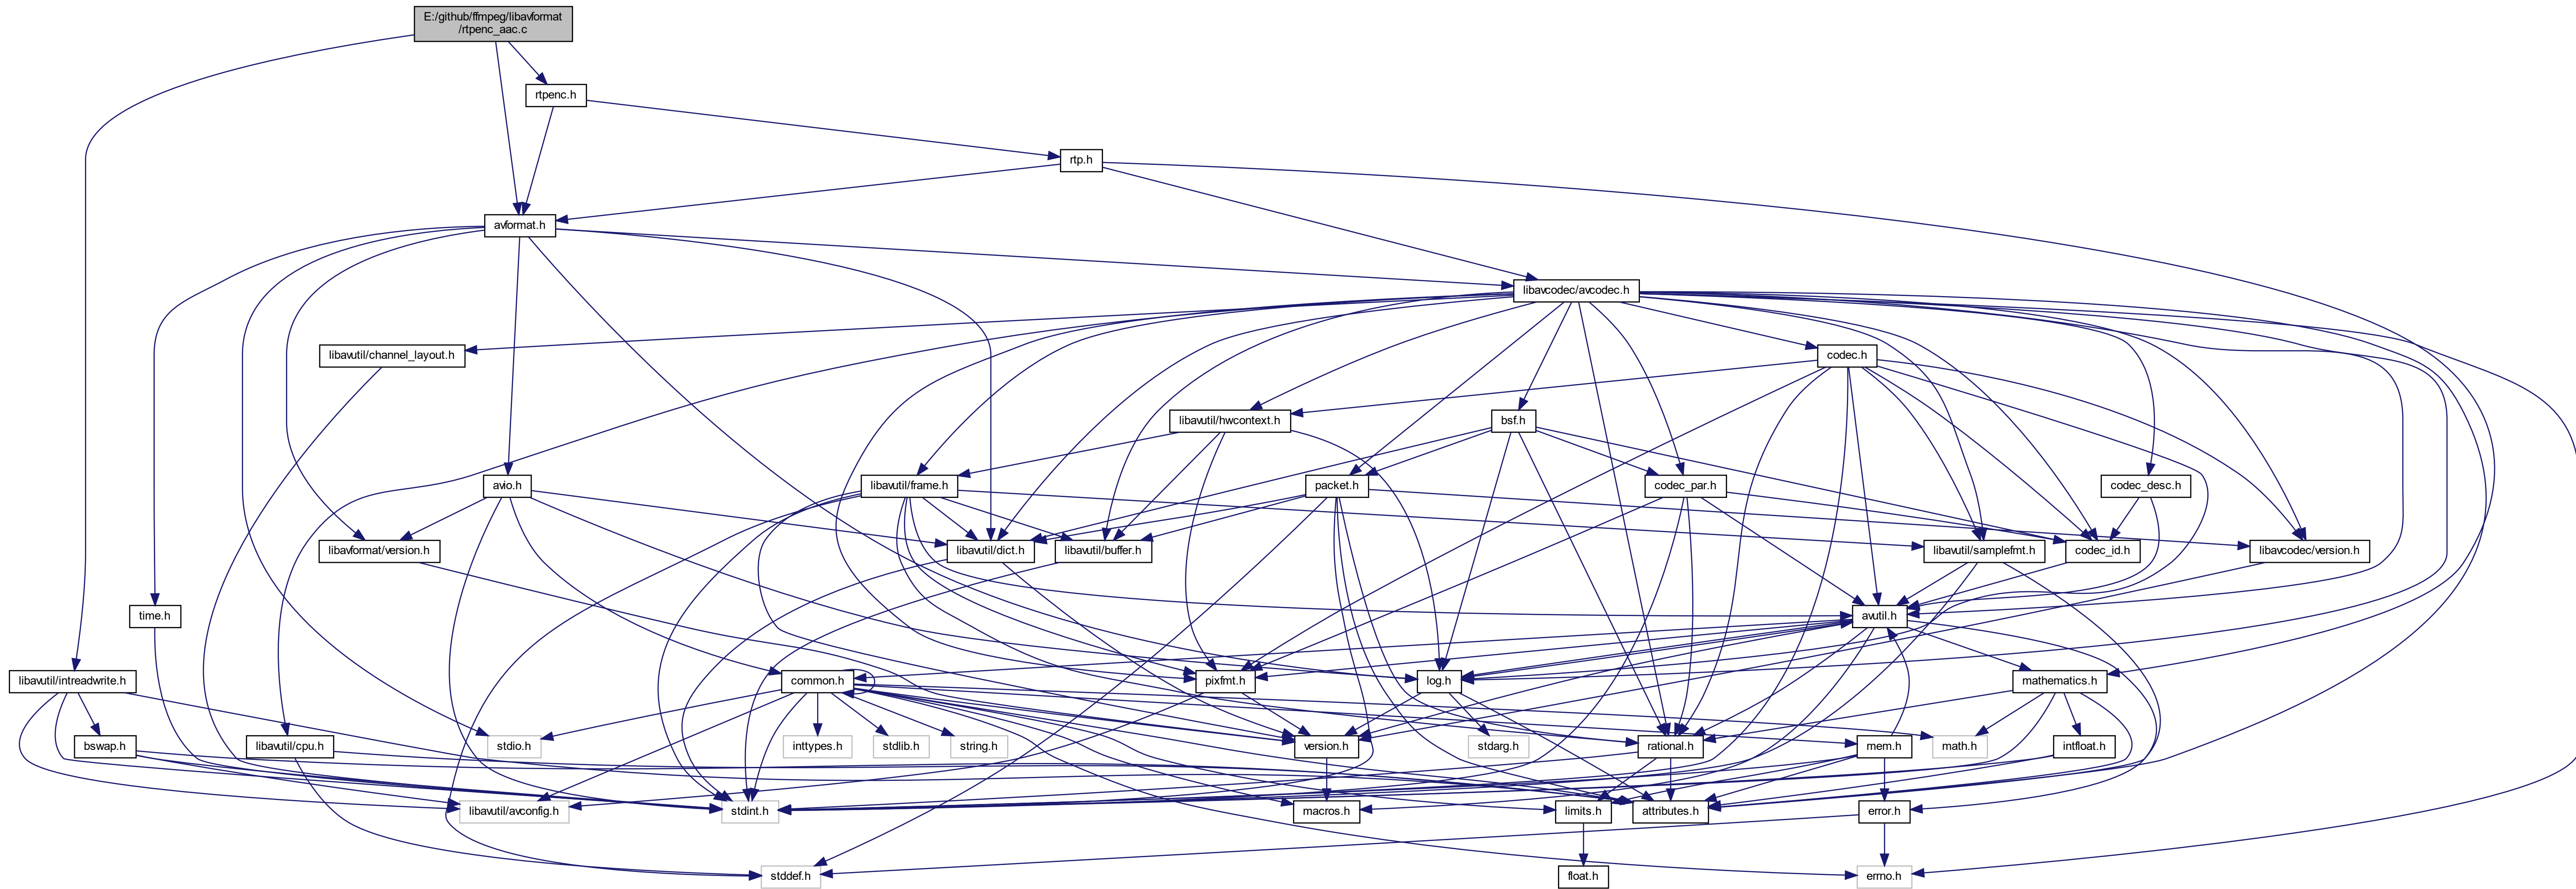 E:/github/ffmpeg/libavformat
/rtpenc_aac.c
rtpenc.h
rtp.h
avformat.h
libavcodec/avcodec.h
libavutil/channel_layout.h
codec.h
libavutil/hwcontext.h
bsf.h
avio.h
libavutil/frame.h
packet.h
codec_par.h
codec_desc.h
libavformat/version.h
libavutil/dict.h
libavutil/buffer.h
libavutil/samplefmt.h
codec_id.h
libavcodec/version.h
time.h
avutil.h
libavutil/intreadwrite.h
common.h
pixfmt.h
log.h
mathematics.h
bswap.h
libavutil/cpu.h
stdio.h
inttypes.h
stdlib.h
string.h
version.h
stdarg.h
rational.h
mem.h
math.h
intfloat.h
libavutil/avconfig.h
stdint.h
macros.h
limits.h
attributes.h
error.h
stddef.h
float.h
errno.h